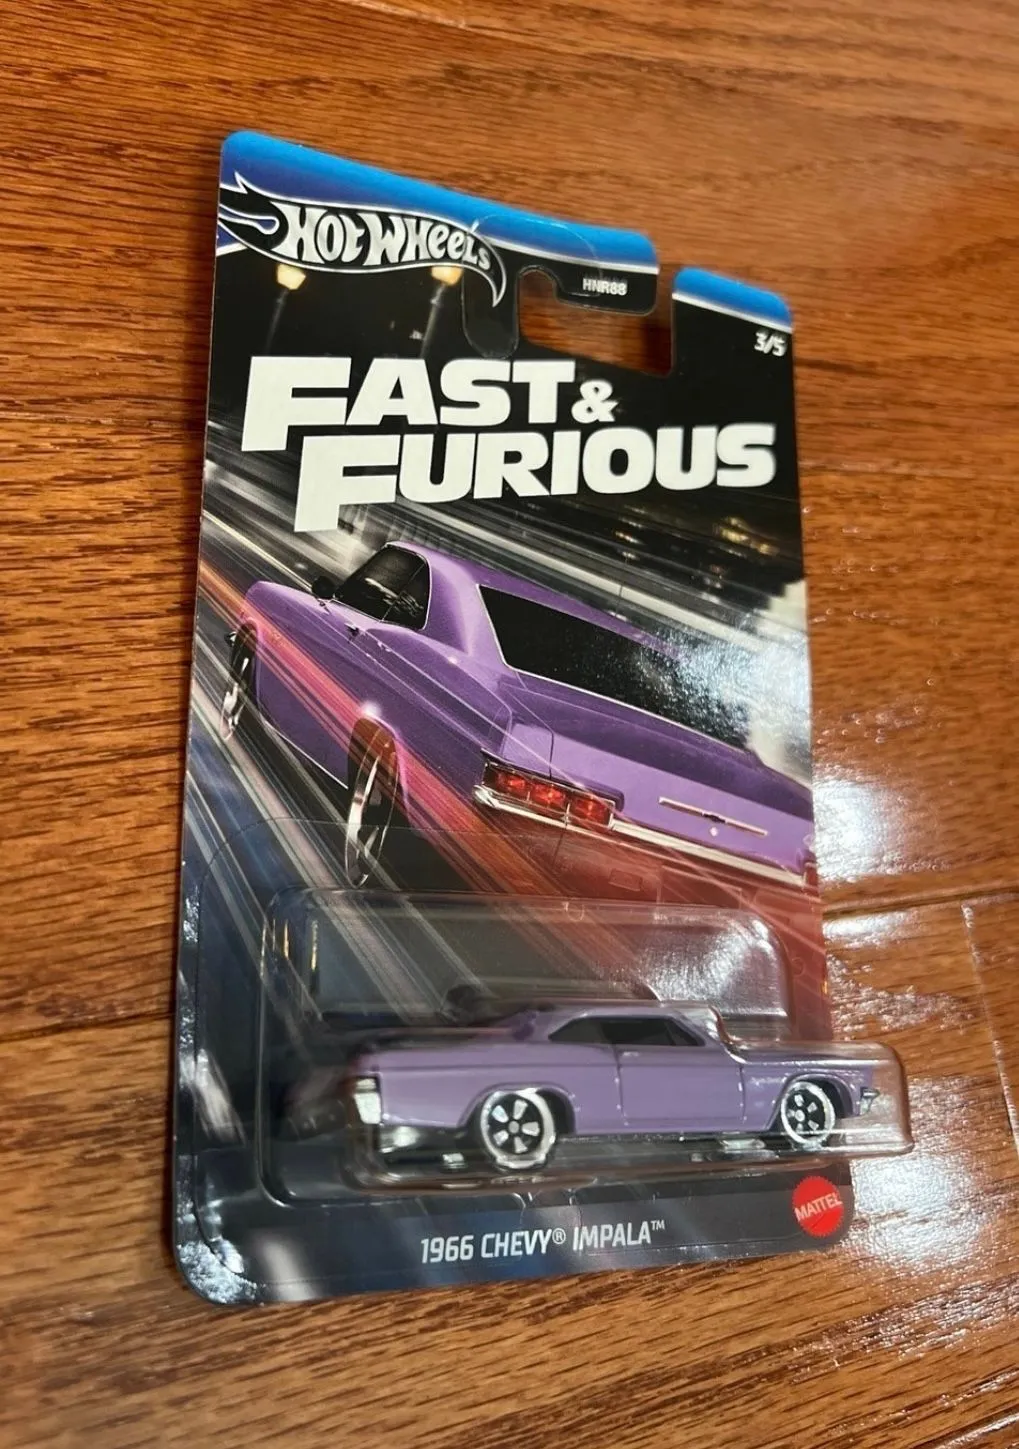 HOT WHEELS
HNR88
3/5
FAST &
FURIOUS
MATTEL
1966 CHEVY® IMPALA™